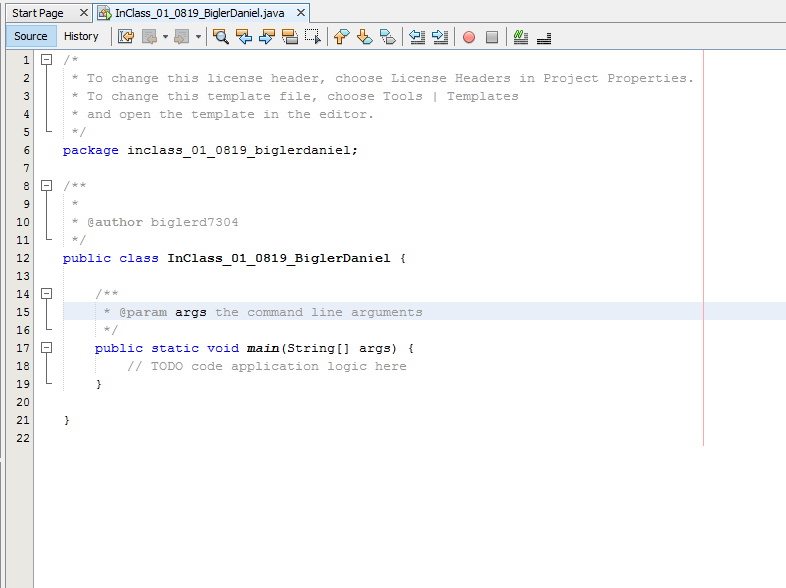 Start Page
InClass_01_0819_BiglerDaniel.java
Source History
1 /*
2 * To change this license header, choose License Headers in Project Properties.
3 * To change this template file, choose Tools | Templates
4 * and open the template in the editor.
5 */
6 package inclass_01_0819_biglerdaniel;
7
8 /**
9 *
10 * @author biglerd7304
11 */
12 public class InClass_01_0819_BiglerDaniel {
13
14 /**
15 * @param args the command line arguments
16 */
17 public static void main(String[] args) {
18 // TODO code application logic here
19 }
20
21 }
22